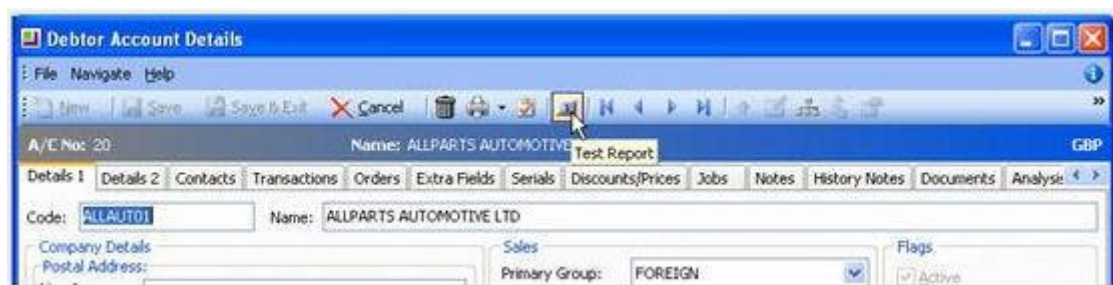 Debtor Account Details
File Navigate Help
New Save Save & Exit Cancel
A/C No: 20 Name: ALLPARTS AUTOMOTIVE GBP
Test Report
Details 1 Details 2 Contacts Transactions Orders Extra Fields Serials Discounts/Prices Jobs Notes History Notes Documents Analysis
Code: ALLAUT01 Name: ALLPARTS AUTOMOTIVE LTD
Company Details Sales Flags
Postal Address: Primary Group: FOREIGN Active